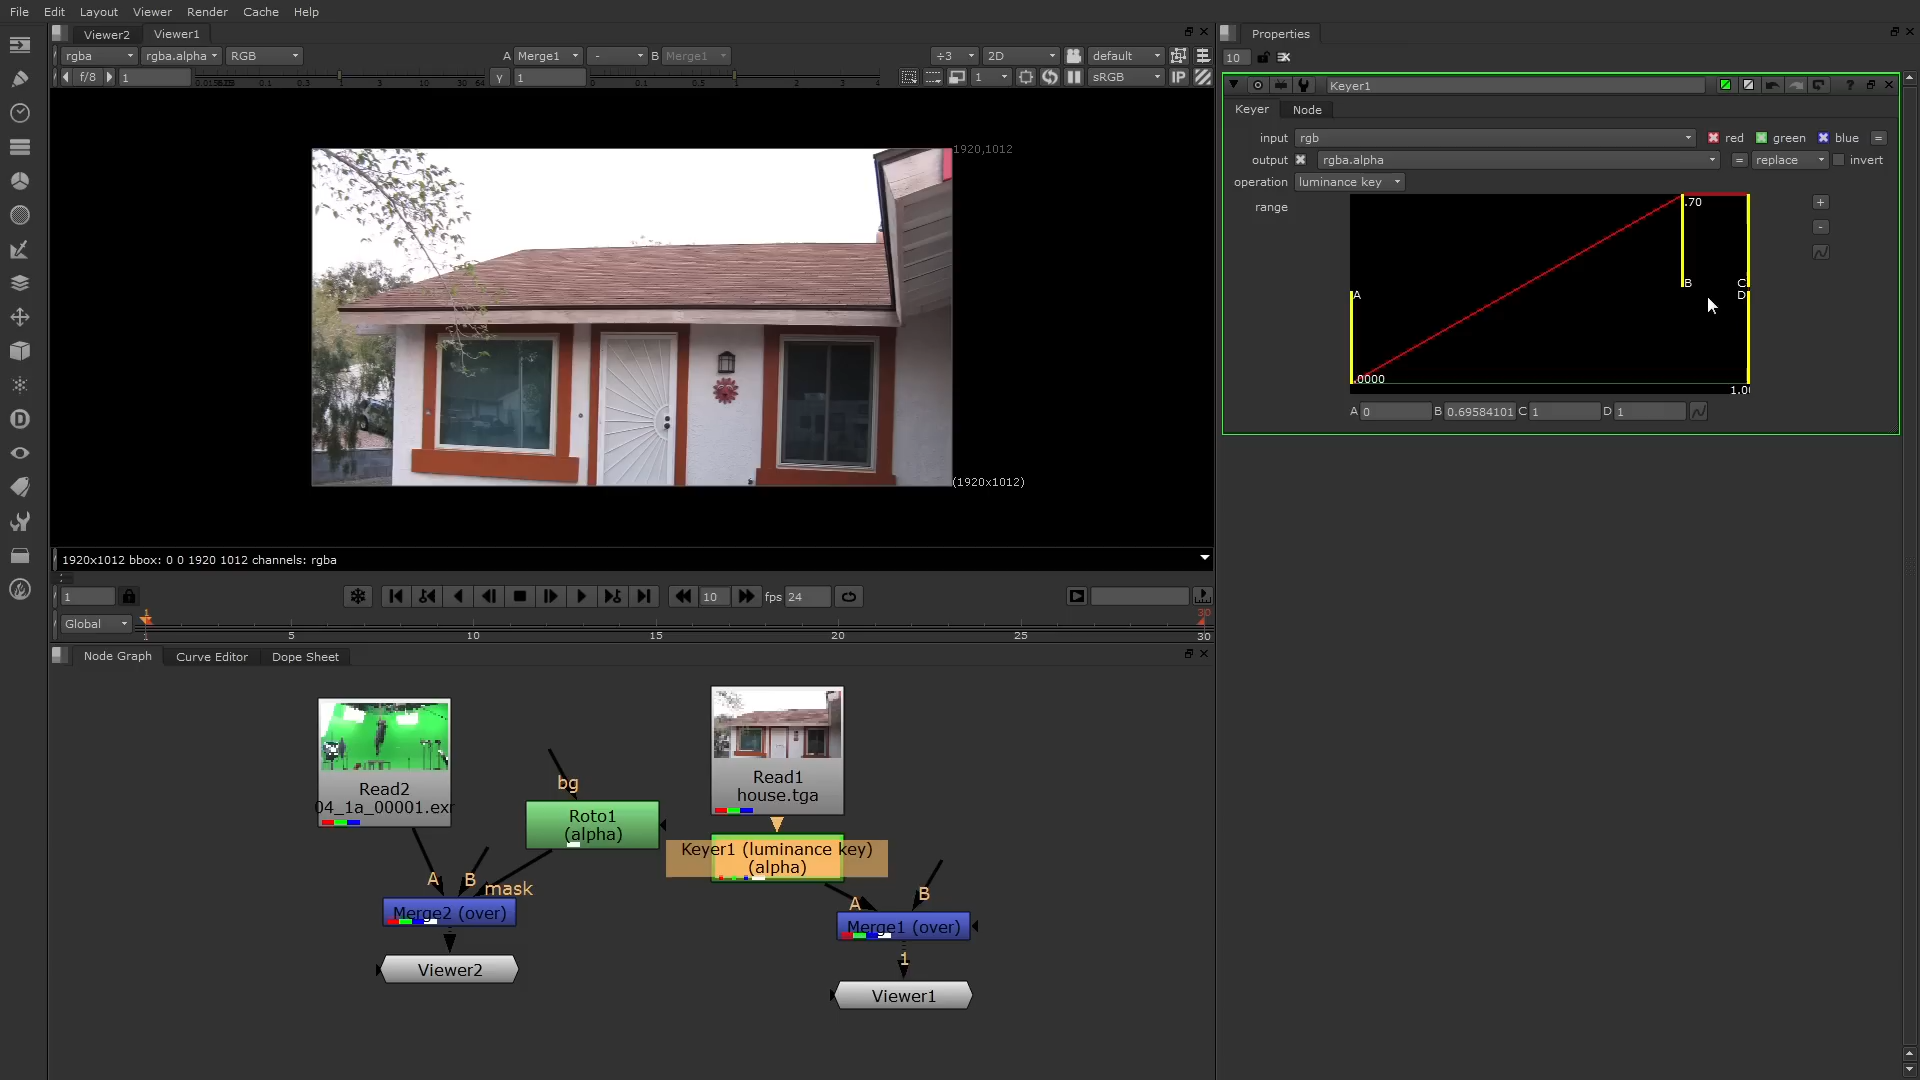 File Edit Layout Viewer Render Cache Help
Viewer2 Viewer1
rgba rgba.alpha RGB A Merge1 - B Merge1 ÷3 2D default
f/8 1 γ 1 1 sRGB IP
1920,1012
(1920x1012)
1920x1012 bbox: 0 0 1920 1012 channels: rgba
1 10 fps 24
Global 1 1 5 10 15 20 25 30 30
Node Graph Curve Editor Dope Sheet
Read2
04_1a_00001.exr
bg
Roto1
(alpha)
Read1
house.tga
Keyer1 (luminance key)
(alpha)
A B mask
Merge2 (over)
Viewer2
A B
Merge1 (over)
1
Viewer1
Properties
10
Keyer1 ?
Keyer Node
input rgb red green blue =
output rgba.alpha = replace invert
operation luminance key
range
.70
+
-
A B C D
.0000
1.0
A 0 B 0.69584101 C 1 D 1
D